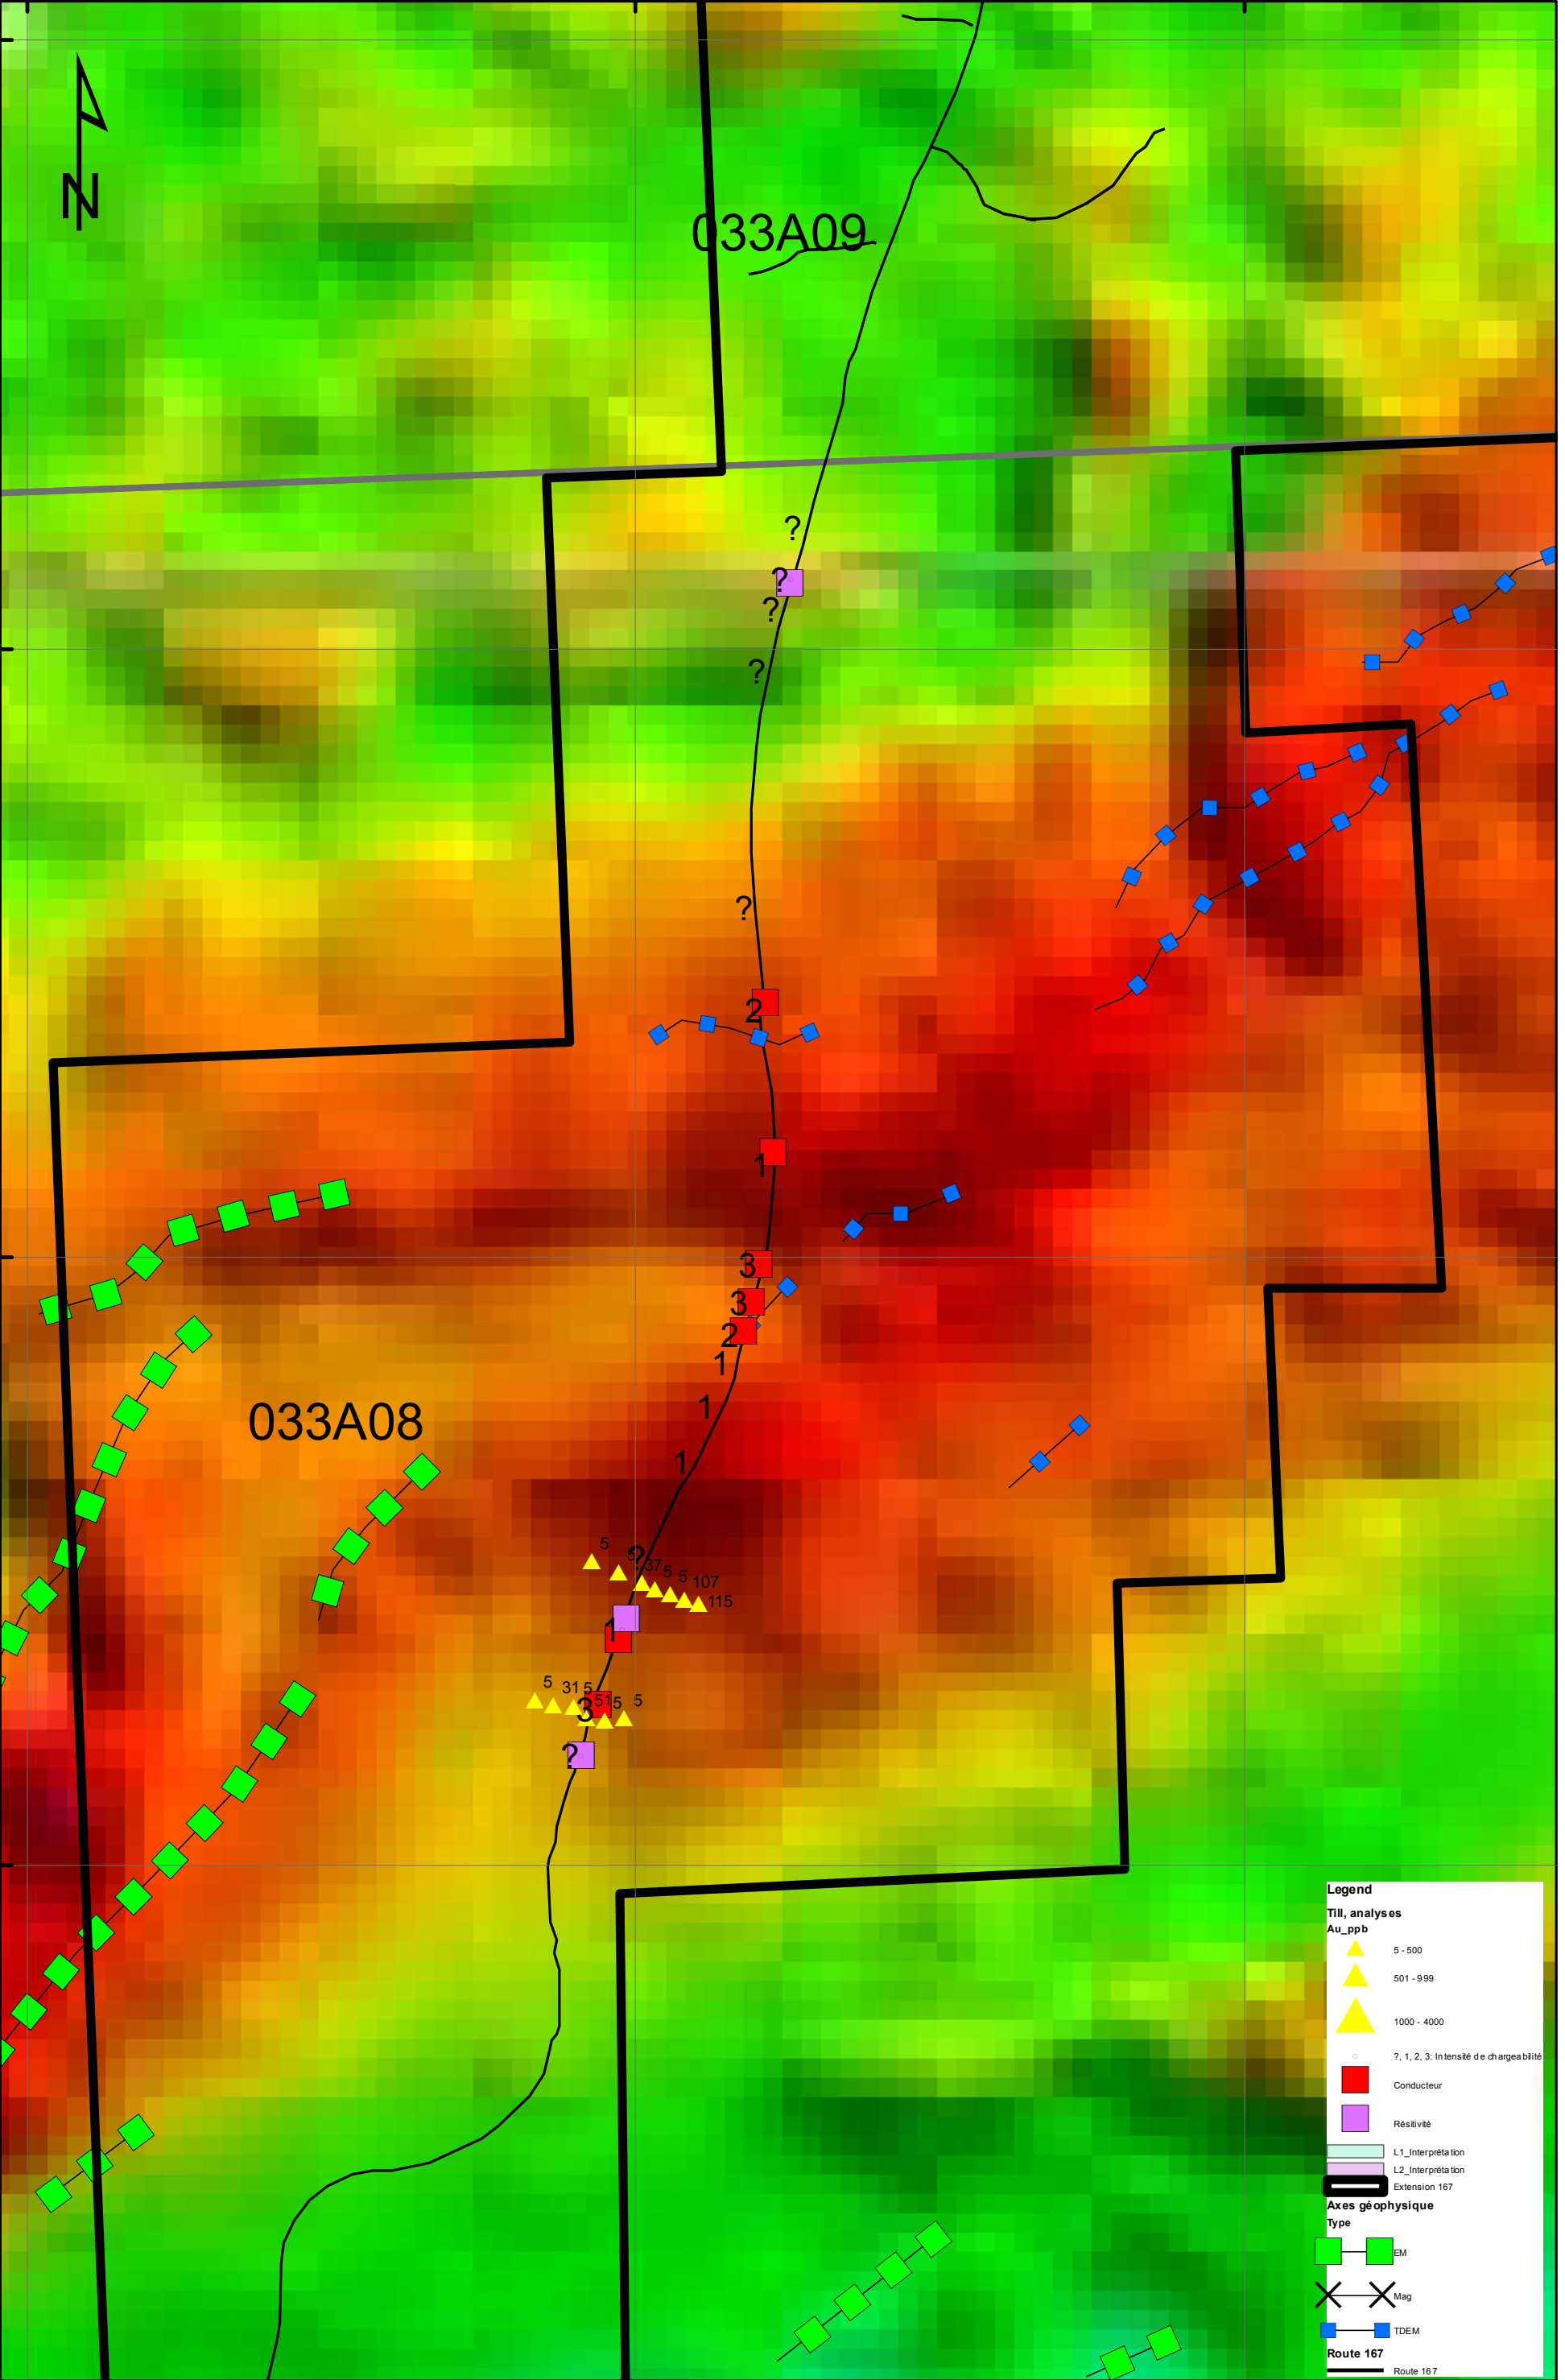 N
033A09
?
?
?
?
?
2
1
3
3
2
033A08
1
1
1
5
5
?
37
5
5
107
115
1
5
31
5
3
51
5
5
?
Legend
Till, analyses
Au_ppb
5 - 500
501 - 999
1000 - 4000
?, 1, 2, 3: Intensité de chargeabilité
Conducteur
Résitivité
L1_Interprétation
L2_Interprétation
Extension 167
Axes géophysique
Type
EM
Mag
TDEM
Route 167
Route 167